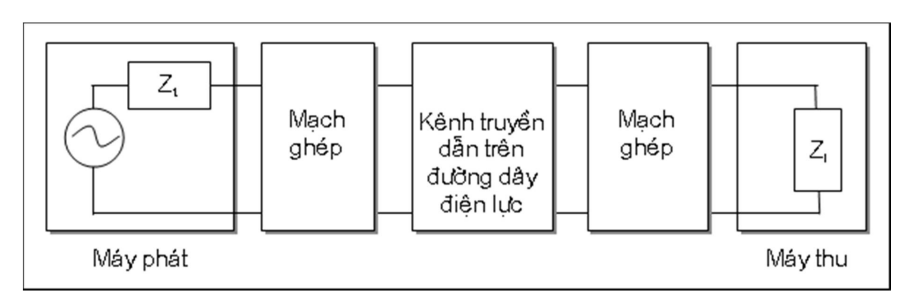 Zt
Mạch
ghép
Kênh truyền
dẫn trên
đường dây
điện lực
Mạch
ghép
Zl
Máy phát
Máy thu